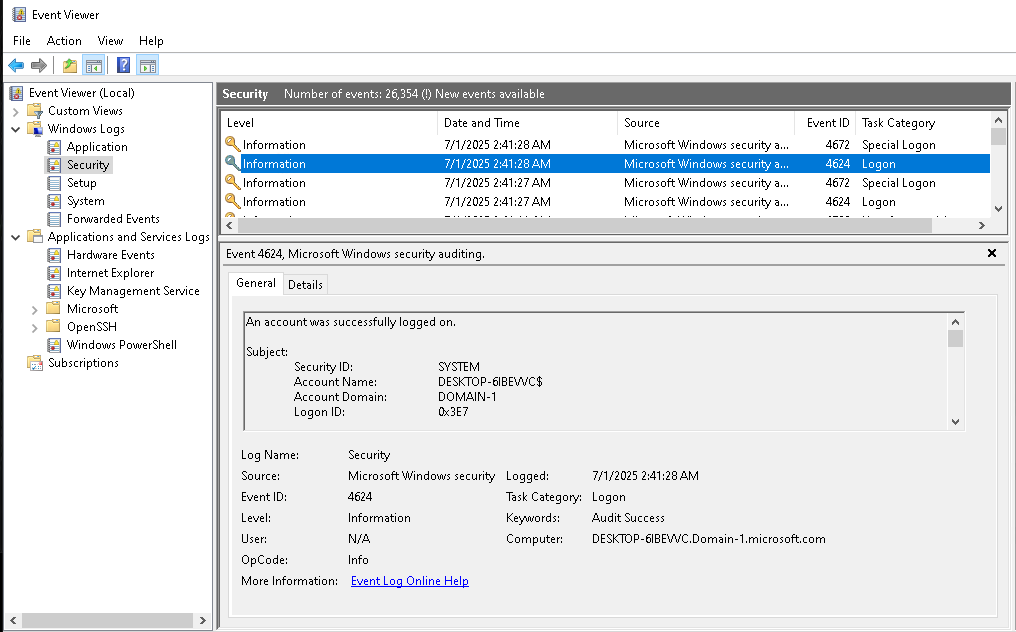 Event Viewer
File Action View Help
Event Viewer (Local)
Custom Views
Windows Logs
Application
Security
Setup
System
Forwarded Events
Applications and Services Logs
Hardware Events
Internet Explorer
Key Management Service
Microsoft
OpenSSH
Windows PowerShell
Subscriptions
Security Number of events: 26,354 (!) New events available
Level Date and Time Source Event ID Task Category
Information 7/1/2025 2:41:28 AM Microsoft Windows security a... 4672 Special Logon
Information 7/1/2025 2:41:28 AM Microsoft Windows security a... 4624 Logon
Information 7/1/2025 2:41:27 AM Microsoft Windows security a... 4672 Special Logon
Information 7/1/2025 2:41:27 AM Microsoft Windows security a... 4624 Logon
Event 4624, Microsoft Windows security auditing.
General Details
An account was successfully logged on.
Subject:
Security ID: SYSTEM
Account Name: DESKTOP-6IBEVVC$
Account Domain: DOMAIN-1
Logon ID: 0x3E7
Log Name: Security
Source: Microsoft Windows security Logged: 7/1/2025 2:41:28 AM
Event ID: 4624 Task Category: Logon
Level: Information Keywords: Audit Success
User: N/A Computer: DESKTOP-6IBEVVC.Domain-1.microsoft.com
OpCode: Info
More Information: Event Log Online Help